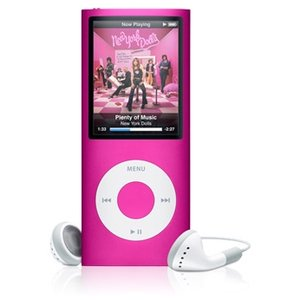 Now Playing
New York Dolls
Plenty of Music
New York Dolls
1:33 -2:27
MENU